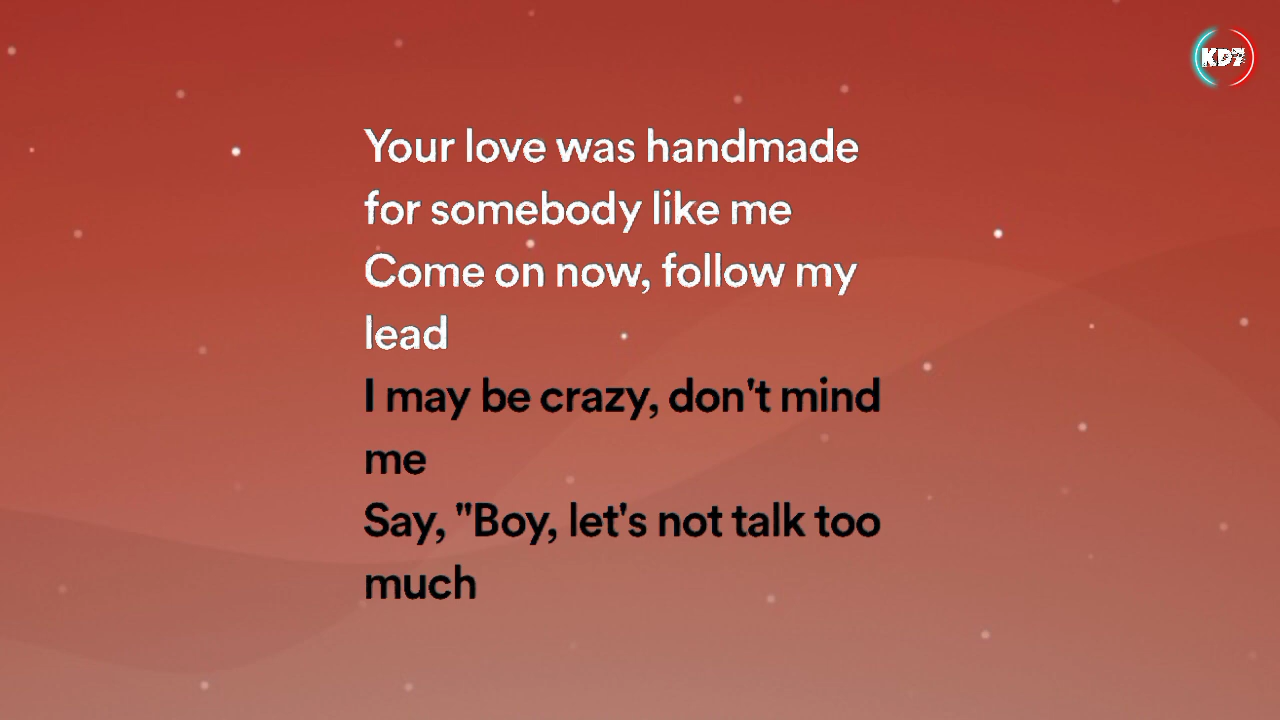 KD7
Your love was handmade
for somebody like me
Come on now, follow my
lead
I may be crazy, don't mind
me
Say, "Boy, let's not talk too
much